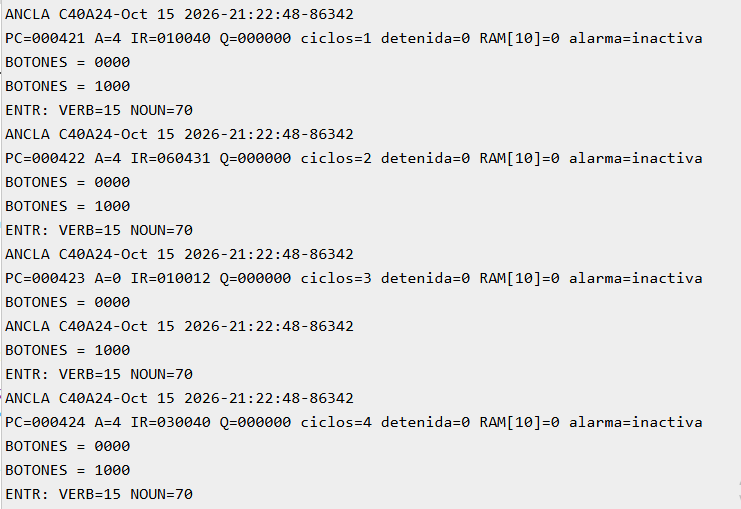 ANCLA C40A24-Oct 15 2026-21:22:48-86342
PC=000421 A=4 IR=010040 Q=000000 ciclos=1 detenida=0 RAM[10]=0 alarma=inactiva
BOTONES = 0000
BOTONES = 1000
ENTR: VERB=15 NOUN=70
ANCLA C40A24-Oct 15 2026-21:22:48-86342
PC=000422 A=4 IR=060431 Q=000000 ciclos=2 detenida=0 RAM[10]=0 alarma=inactiva
BOTONES = 0000
BOTONES = 1000
ENTR: VERB=15 NOUN=70
ANCLA C40A24-Oct 15 2026-21:22:48-86342
PC=000423 A=0 IR=010012 Q=000000 ciclos=3 detenida=0 RAM[10]=0 alarma=inactiva
BOTONES = 0000
ANCLA C40A24-Oct 15 2026-21:22:48-86342
BOTONES = 1000
ENTR: VERB=15 NOUN=70
ANCLA C40A24-Oct 15 2026-21:22:48-86342
PC=000424 A=4 IR=030040 Q=000000 ciclos=4 detenida=0 RAM[10]=0 alarma=inactiva
BOTONES = 0000
BOTONES = 1000
ENTR: VERB=15 NOUN=70